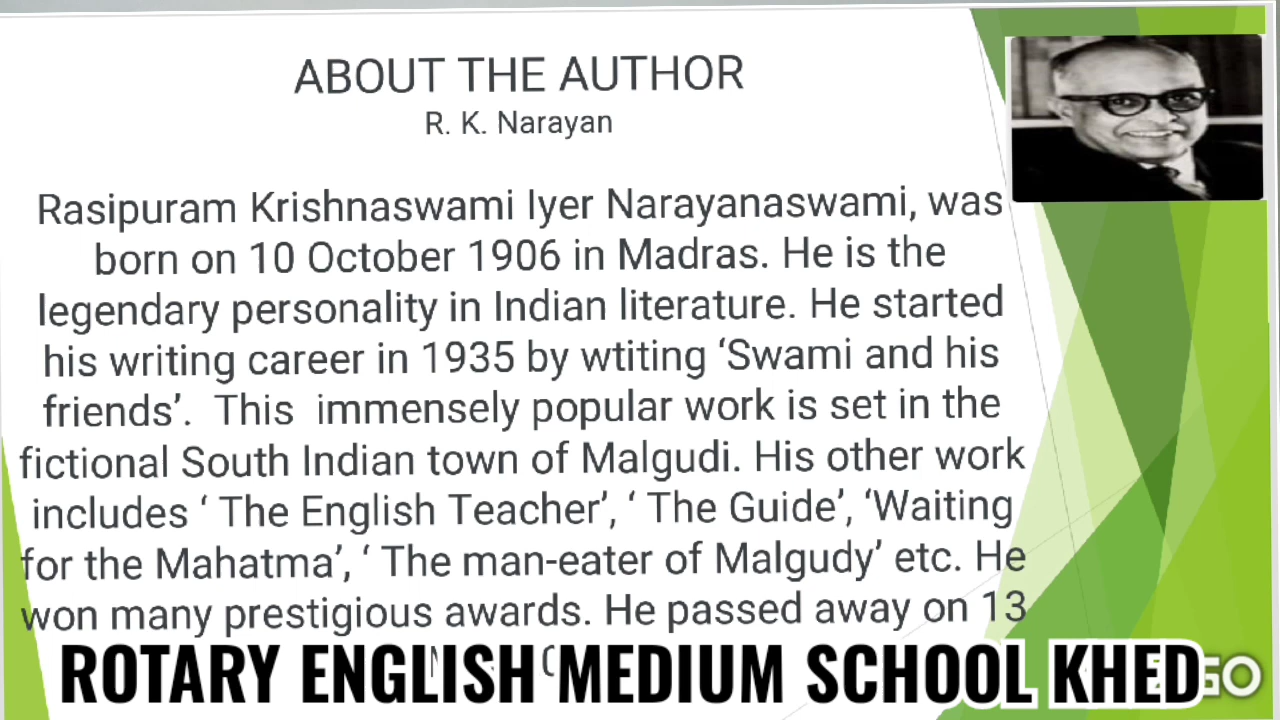 ABOUT THE AUTHOR
R. K. Narayan
Rasipuram Krishnaswami Iyer Narayanaswami, was
born on 10 October 1906 in Madras. He is the
legendary personality in Indian literature. He started
his writing career in 1935 by wtiting ‘Swami and his
friends’.  This  immensely popular work is set in the
fictional South Indian town of Malgudi. His other work
includes ‘ The English Teacher’, ‘ The Guide’, ‘Waiting
for the Mahatma’, ‘ The man-eater of Malgudy’ etc. He
won many prestigious awards. He passed away on 13
ROTARY ENGLISH MEDIUM SCHOOL KHED